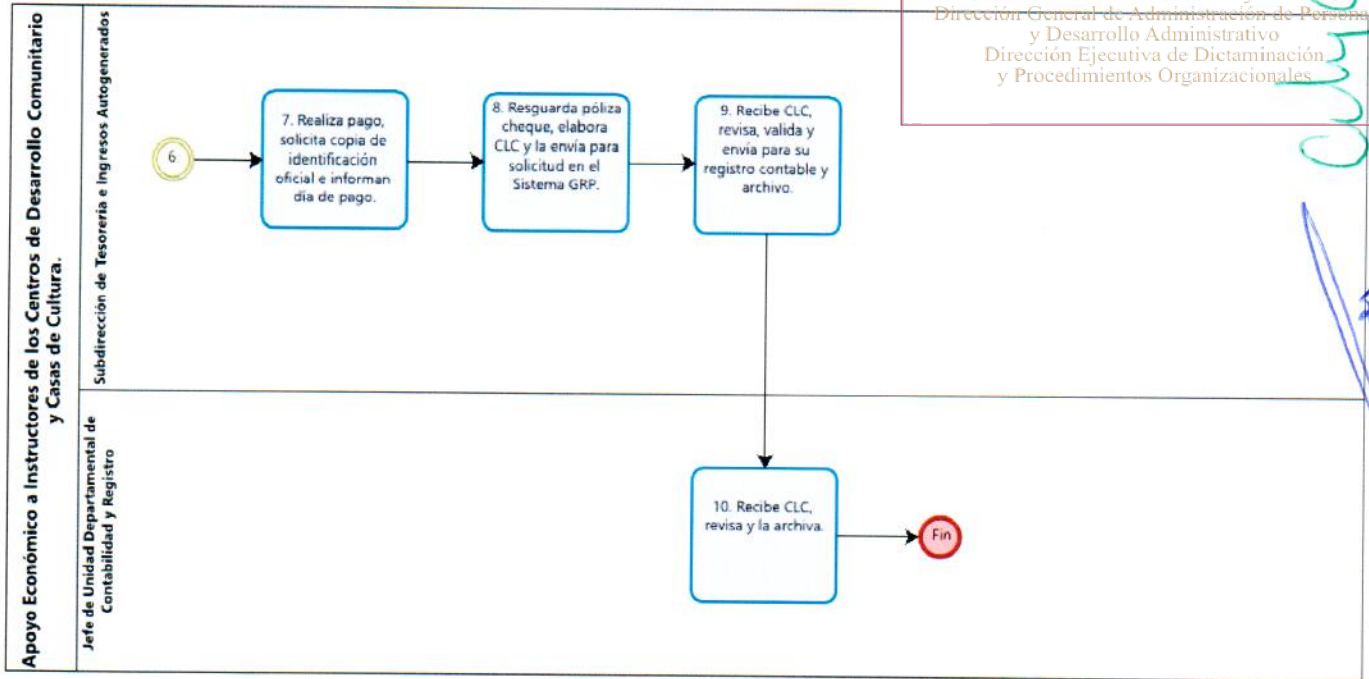 Apoyo Económico a Instructores de los Centros de Desarrollo Comunitario
y Casas de Cultura.
Subdirección de Tesorería e Ingresos Autogenerados
6
7. Realiza pago,
solicita copia de
identificación
oficial e informan
día de pago.
8. Resguarda póliza
cheque, elabora
CLC y la envía para
solicitud en el
Sistema GRP.
9. Recibe CLC,
revisa, valida y
envía para su
registro contable y
archivo.
Jefe de Unidad Departamental de
Contabilidad y Registro
10. Recibe CLC,
revisa y la archiva.
Fin
Dirección General de Administración de Persona
y Desarrollo Administrativo
Dirección Ejecutiva de Dictaminación
y Procedimientos Organizacionales